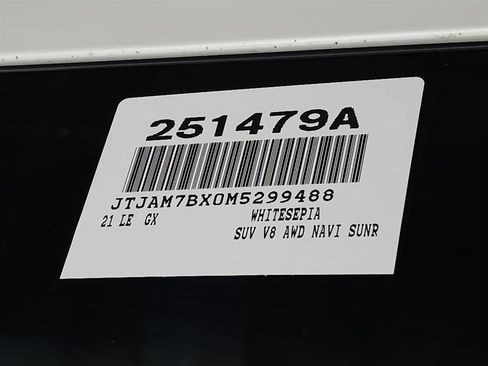 251479A
JTJAM7BX0M5299488
21 LE GX WHITESEPIA
SUV V8 AWD NAVI SUNR